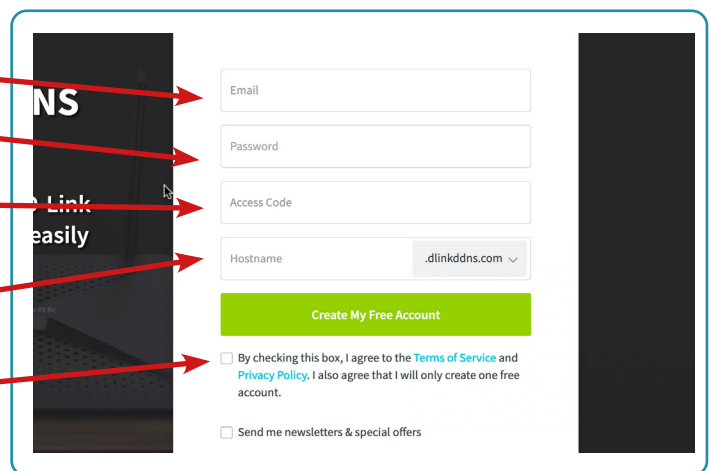 NS
D-Link
easily
Email
Password
Access Code
Hostname
.dlinkddns.com
Create My Free Account
By checking this box, I agree to the Terms of Service and
Privacy Policy. I also agree that I will only create one free
account.
Send me newsletters & special offers